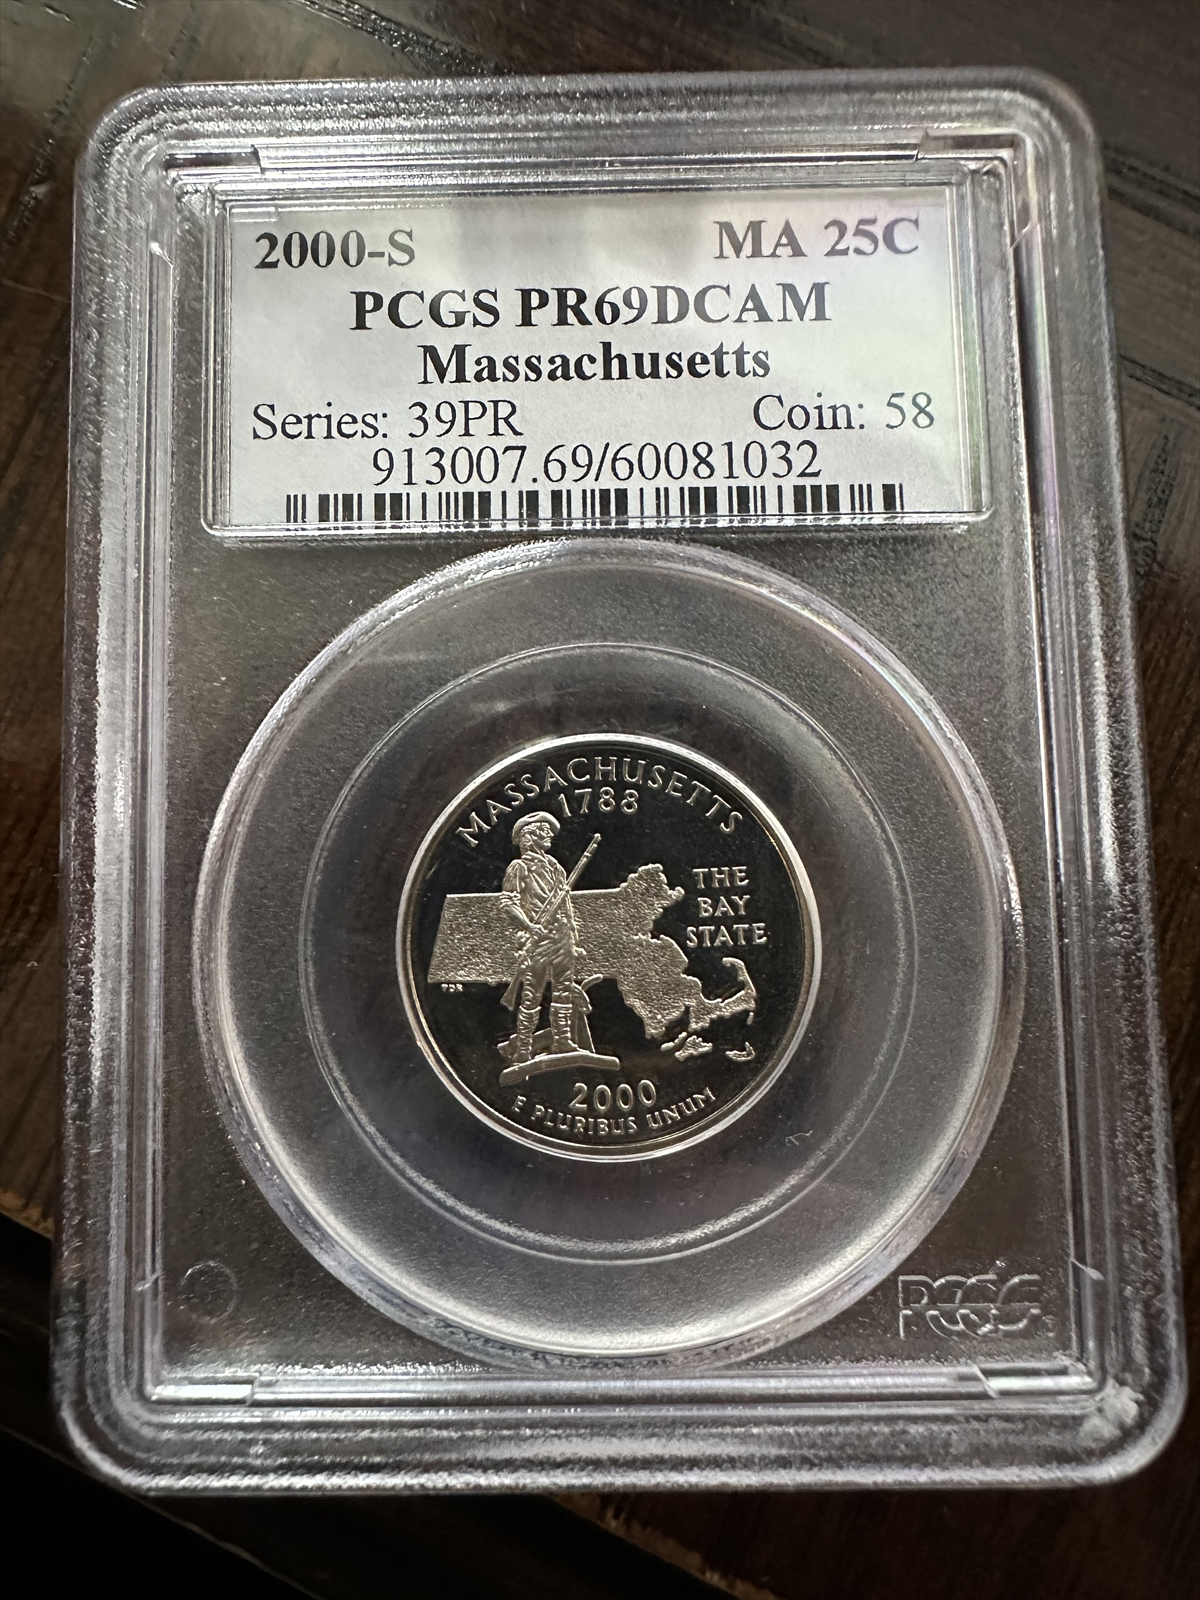 2000-S MA 25C
PCGS PR69DCAM
Massachusetts
Series: 39PR Coin: 58
913007.69/60081032
MASSACHUSETTS
1788
THE
BAY
STATE
TDR
2000
E PLURIBUS UNUM
PCGS